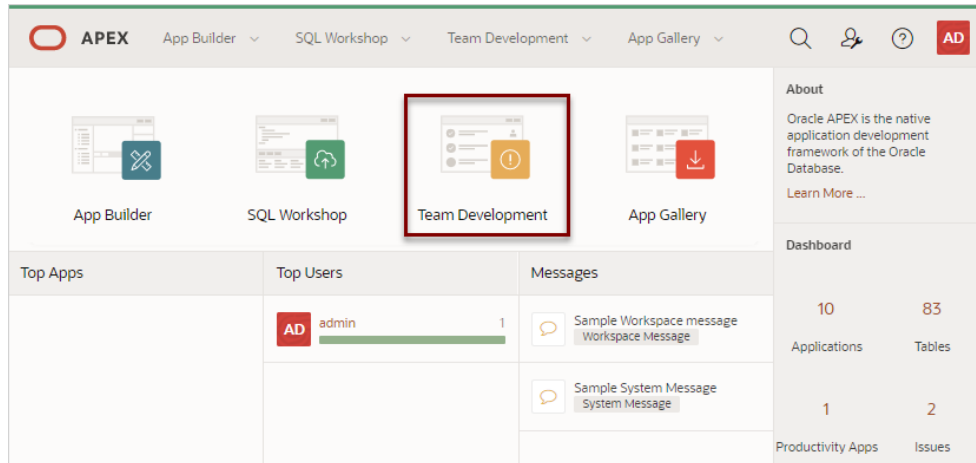 APEX App Builder SQL Workshop Team Development App Gallery AD
App Builder SQL Workshop Team Development App Gallery
About
Oracle APEX is the native
application development
framework of the Oracle
Database.
Learn More ...
Top Apps Top Users Messages
AD admin 1
Sample Workspace message
Workspace Message
Sample System Message
System Message
Dashboard
10 83
Applications Tables
1 2
Productivity Apps Issues